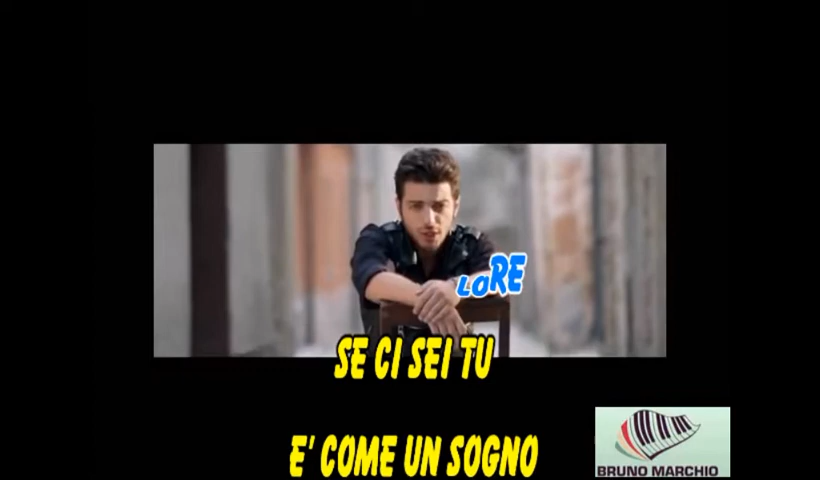 LORE
SE CI SEI TU
E' COME UN SOGNO
BRUNO MARCHIO